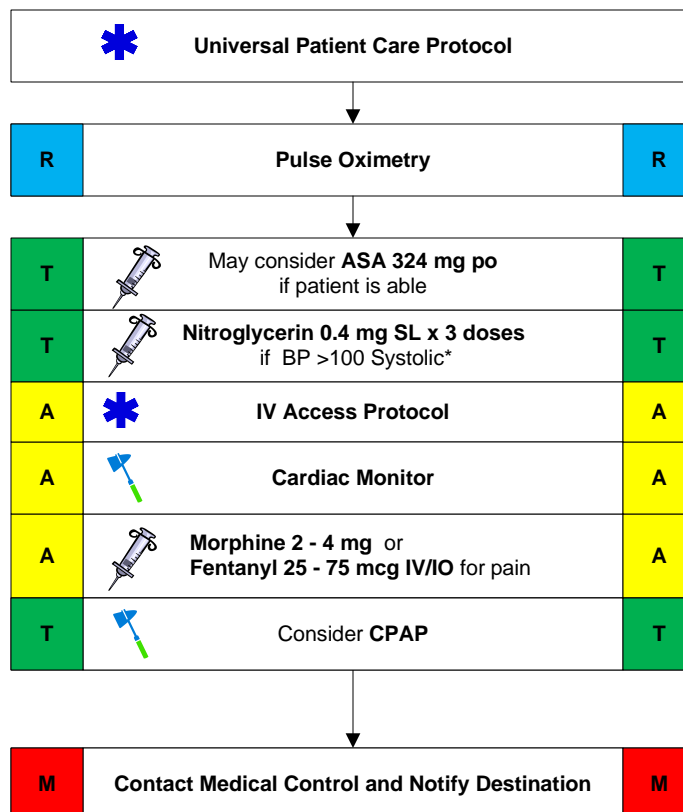 Universal Patient Care Protocol
R Pulse Oximetry R
T May consider ASA 324 mg po T
if patient is able
T Nitroglycerin 0.4 mg SL x 3 doses T
if BP >100 Systolic*
A IV Access Protocol A
A Cardiac Monitor A
A Morphine 2 - 4 mg or A
Fentanyl 25 - 75 mcg IV/IO for pain
T Consider CPAP T
M Contact Medical Control and Notify Destination M